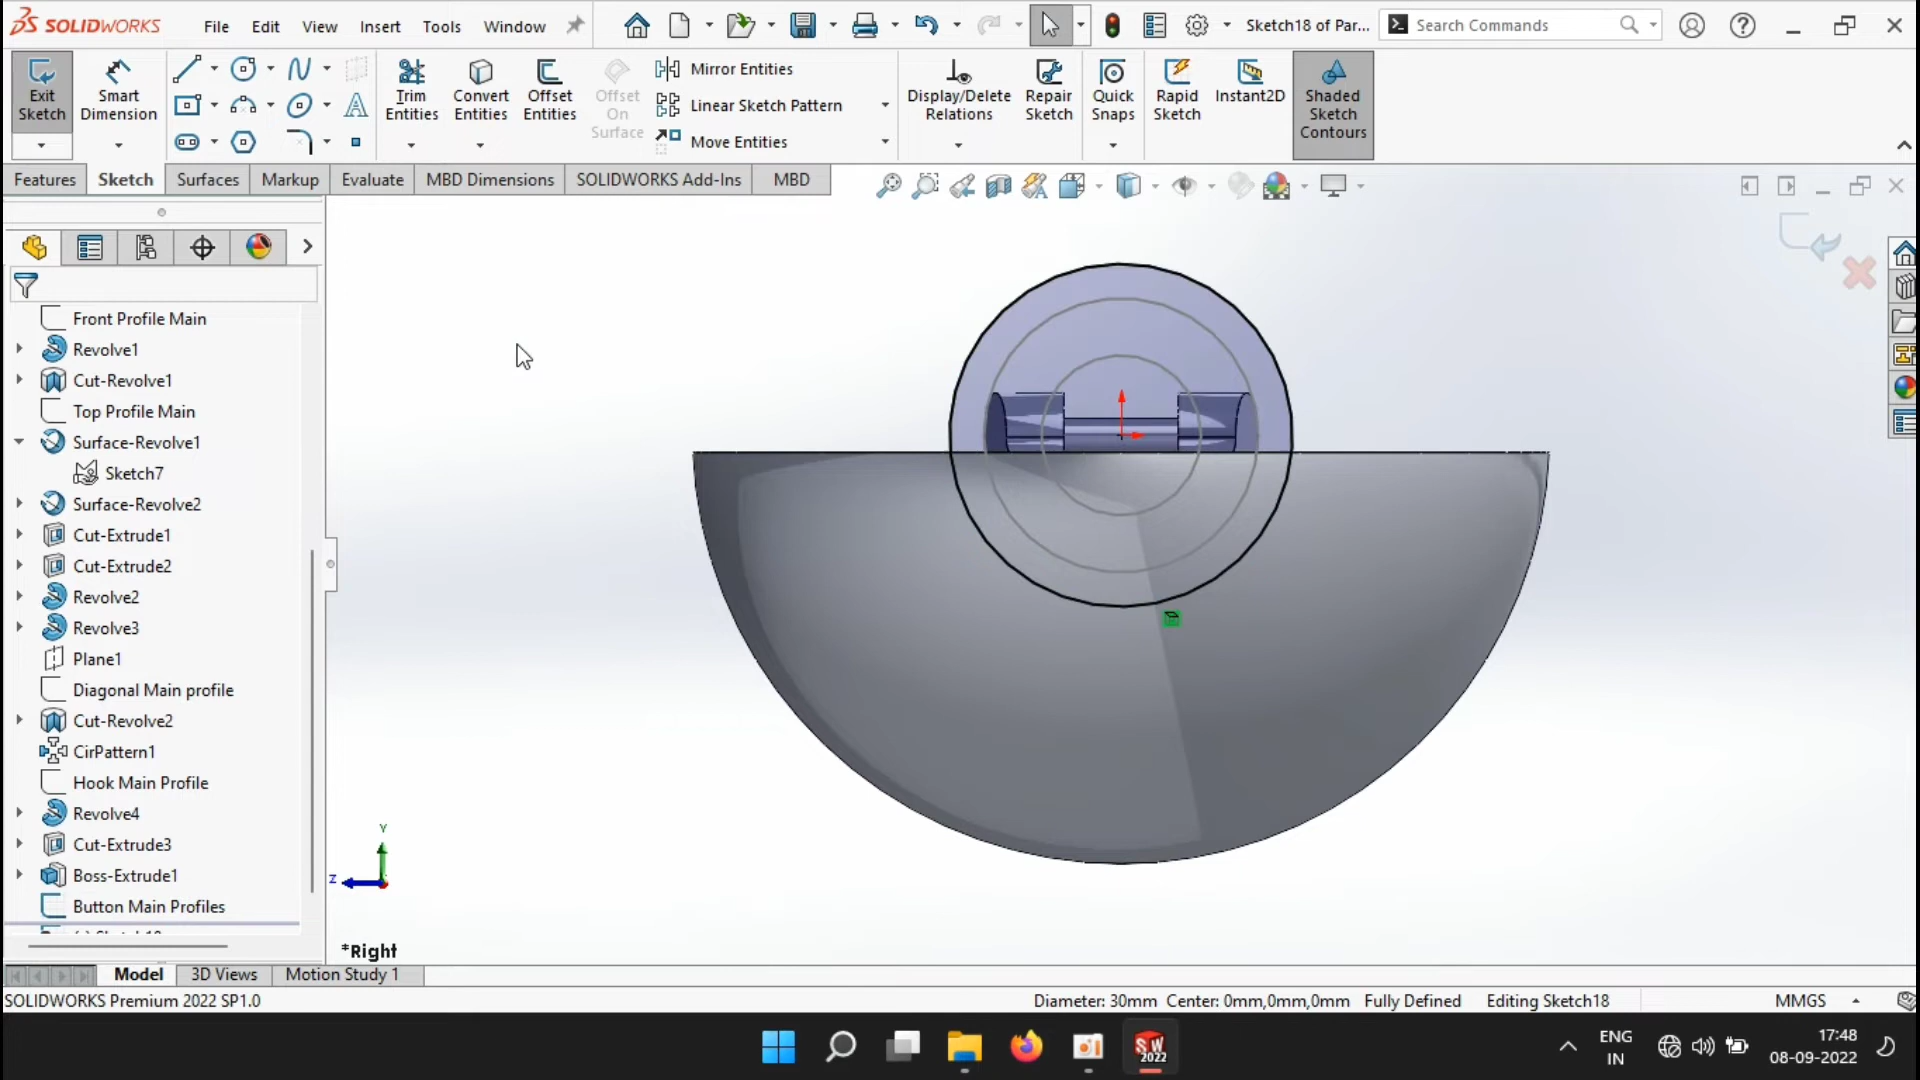 SOLIDWORKS File Edit View Insert Tools Window Sketch18 of Par... Search Commands
Exit Sketch
Smart Dimension
Trim Entities
Convert Entities
Offset Entities
Offset On Surface
Mirror Entities
Linear Sketch Pattern
Move Entities
Display/Delete Relations
Repair Sketch
Quick Snaps
Rapid Sketch
Instant2D
Shaded Sketch Contours
Features Sketch Surfaces Markup Evaluate MBD Dimensions SOLIDWORKS Add-Ins MBD
Front Profile Main
Revolve1
Cut-Revolve1
Top Profile Main
Surface-Revolve1
Sketch7
Surface-Revolve2
Cut-Extrude1
Cut-Extrude2
Revolve2
Revolve3
Plane1
Diagonal Main profile
Cut-Revolve2
CirPattern1
Hook Main Profile
Revolve4
Cut-Extrude3
Boss-Extrude1
Button Main Profiles
Y
Z
*Right
Model 3D Views Motion Study 1
SOLIDWORKS Premium 2022 SP1.0 Diameter: 30mm Center: 0mm,0mm,0mm Fully Defined Editing Sketch18 MMGS
SW 2022
ENG IN
17:48
08-09-2022